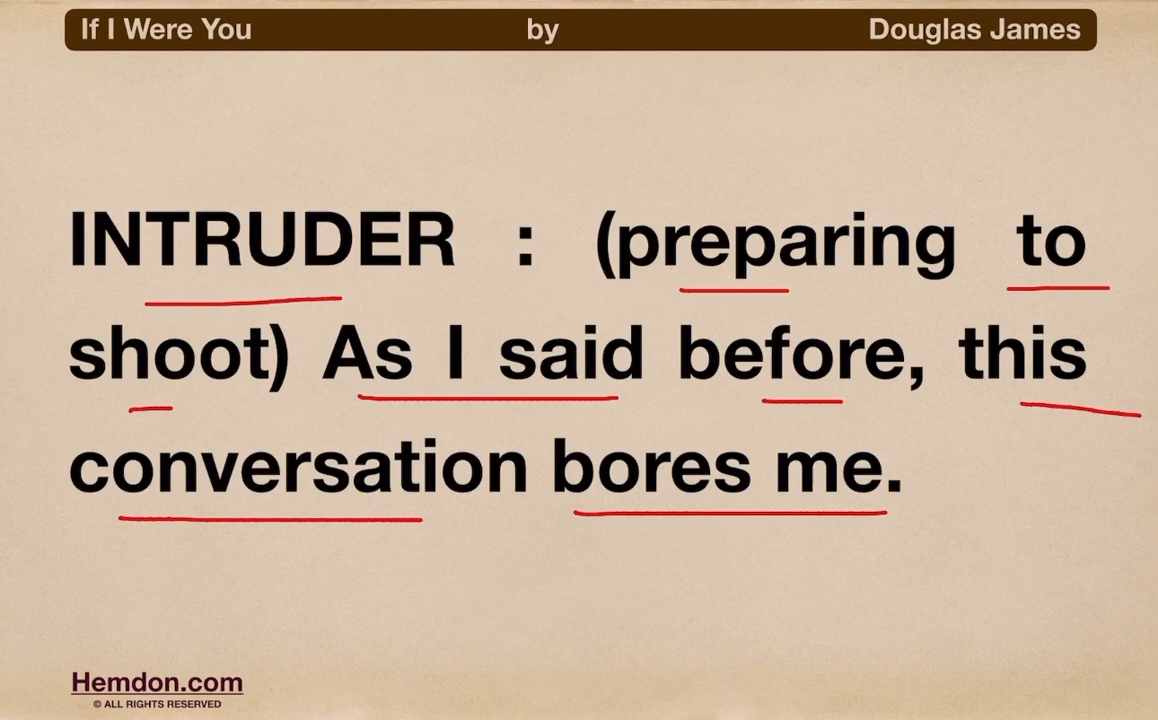 If I Were You by Douglas James
INTRUDER : (preparing to
shoot) As I said before, this
conversation bores me.
Hemdon.com
© ALL RIGHTS RESERVED